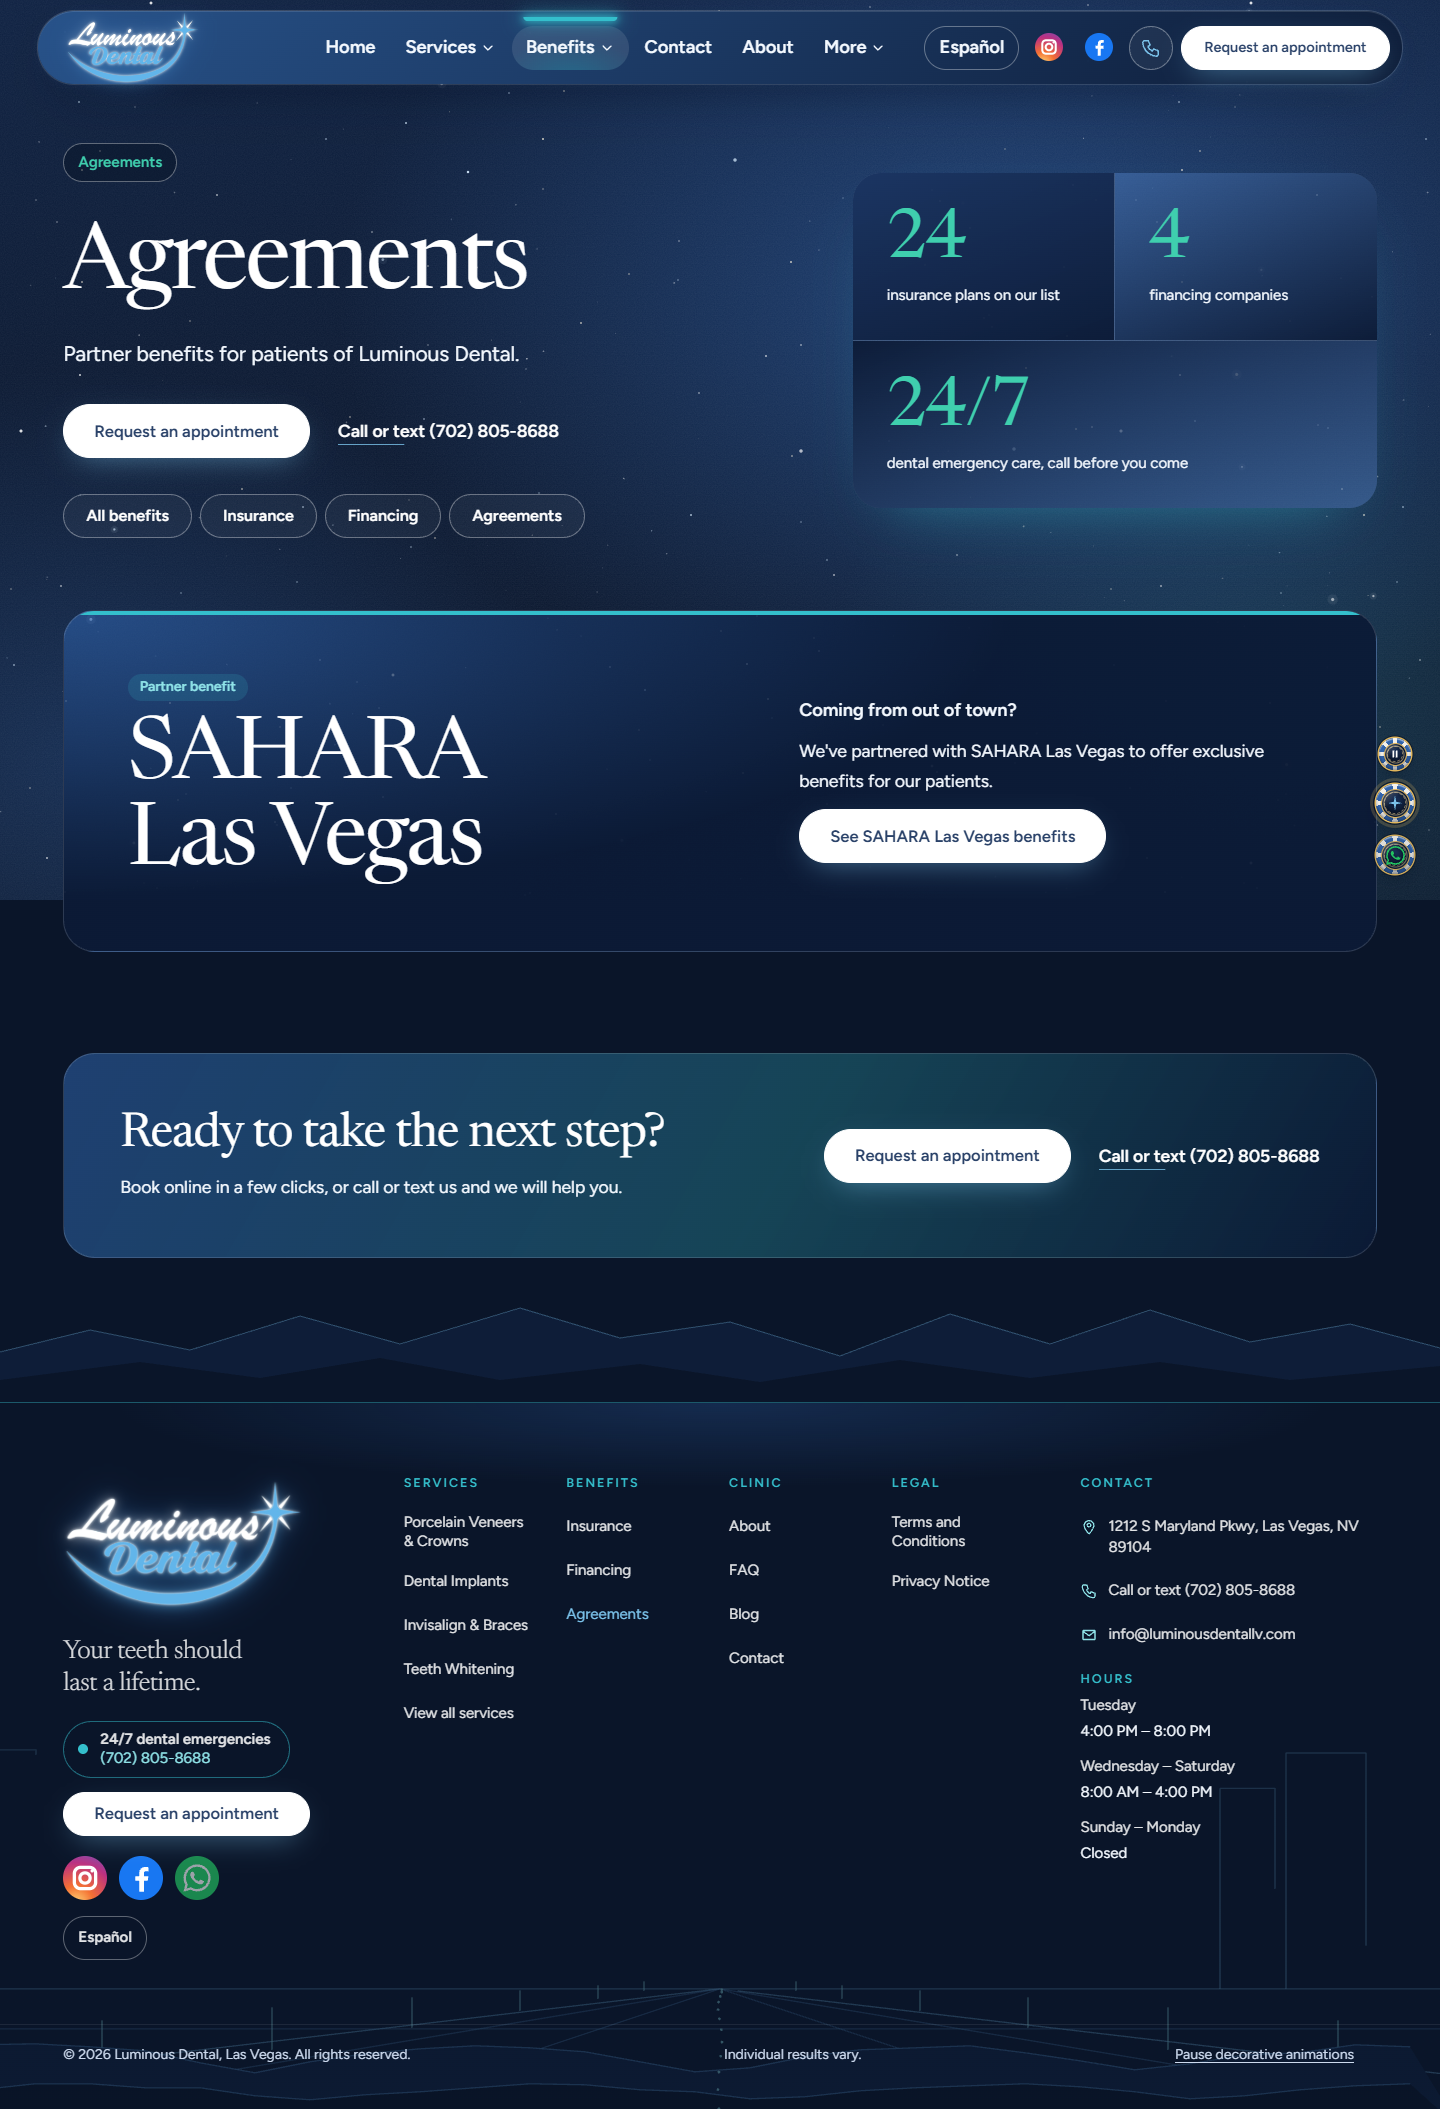 Luminous
Dental
Home
Services
Benefits
Contact
About
More
Español
Request an appointment
Agreements
Agreements
Partner benefits for patients of Luminous Dental.
Request an appointment
Call or text (702) 805-8688
All benefits
Insurance
Financing
Agreements
24
insurance plans on our list
4
financing companies
24/7
dental emergency care, call before you come
Partner benefit
SAHARA
Las Vegas
Coming from out of town?
We've partnered with SAHARA Las Vegas to offer exclusive
benefits for our patients.
See SAHARA Las Vegas benefits
Ready to take the next step?
Book online in a few clicks, or call or text us and we will help you.
Request an appointment
Call or text (702) 805-8688
Luminous
Dental
Your teeth should
last a lifetime.
24/7 dental emergencies
(702) 805-8688
Request an appointment
Español
SERVICES
Porcelain Veneers
& Crowns
Dental Implants
Invisalign & Braces
Teeth Whitening
View all services
BENEFITS
Insurance
Financing
Agreements
CLINIC
About
FAQ
Blog
Contact
LEGAL
Terms and
Conditions
Privacy Notice
CONTACT
1212 S Maryland Pkwy, Las Vegas, NV
89104
Call or text (702) 805-8688
info@luminousdentallv.com
HOURS
Tuesday
4:00 PM – 8:00 PM
Wednesday – Saturday
8:00 AM – 4:00 PM
Sunday – Monday
Closed
© 2026 Luminous Dental, Las Vegas. All rights reserved.
Individual results vary.
Pause decorative animations